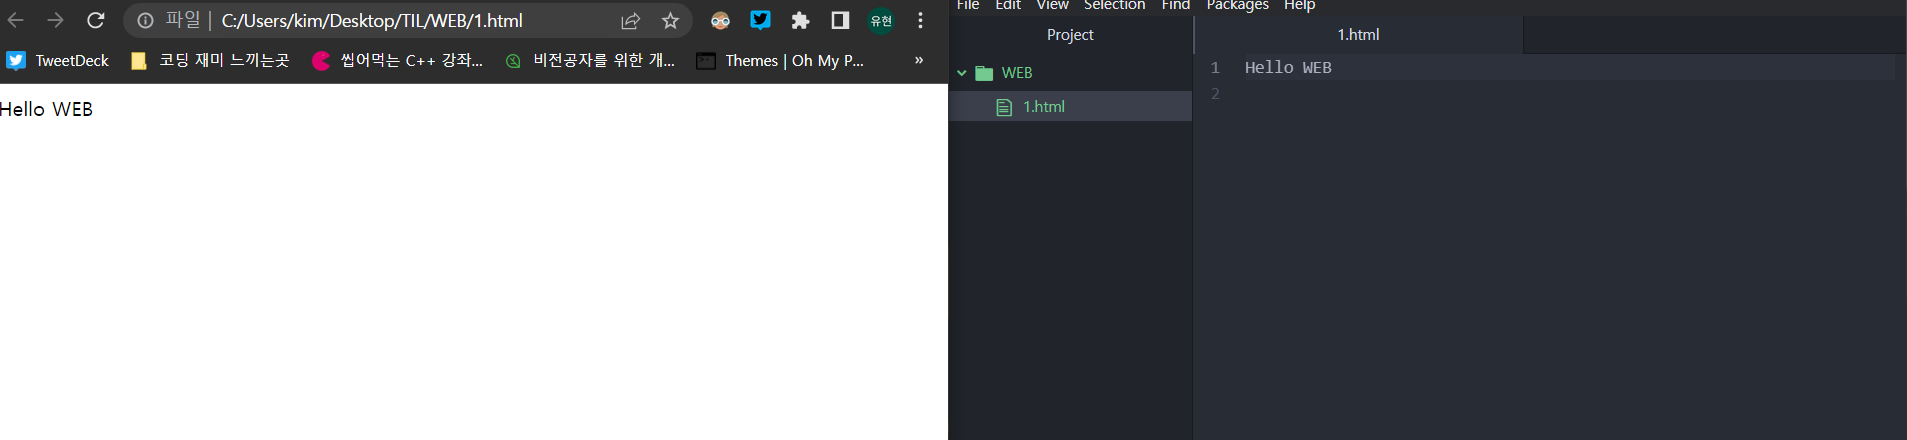 파일 | C:/Users/kim/Desktop/TIL/WEB/1.html 유현
TweetDeck 코딩 재미 느끼는곳 씹어먹는 C++ 강좌... 비전공자를 위한 개... Themes | Oh My P... »
Hello WEB
File Edit View Selection Find Packages Help
Project 1.html
WEB
1.html
1 Hello WEB
2